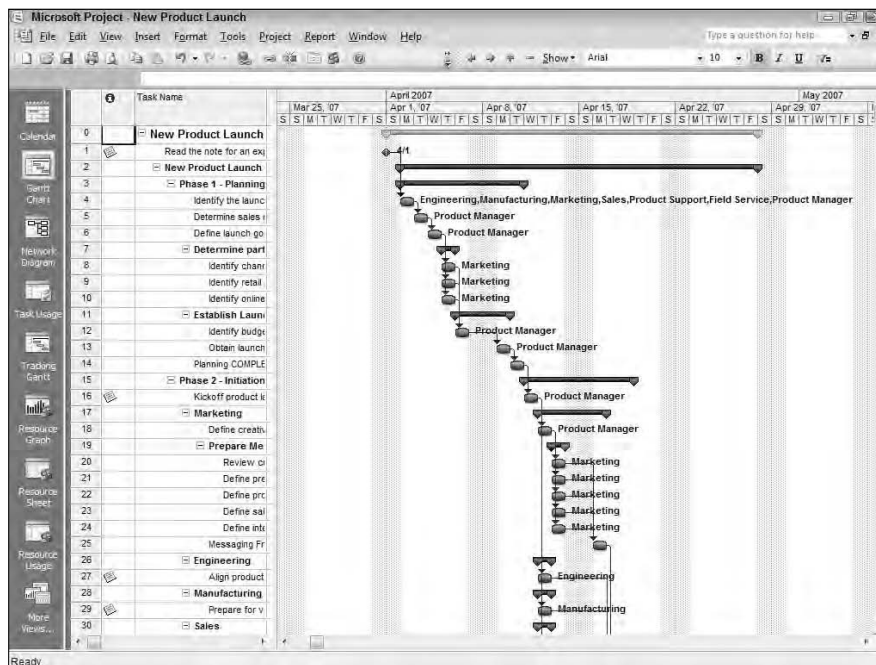 Microsoft Project - New Product Launch
File Edit View Insert Format Tools Project Report Window Help
Type a question for help
Show Arial 10 B I U
Task Name
April 2007 May 2007
Mar 25, '07 Apr 1, '07 Apr 8, '07 Apr 15, '07 Apr 22, '07 Apr 29, '07
S S M T W T F S S M T W T F S S M T W T F S S M T W T F S S M T W T F S S M T W T F S
Calendar
Gantt Chart
Network Diagram
Task Usage
Tracking Gantt
Resource Graph
Resource Sheet
Resource Usage
More Views...
0 New Product Launch
1 Read the note for an exp 4/1
2 New Product Launch
3 Phase 1 - Planning
4 Identify the launc Engineering,Manufacturing,Marketing,Sales,Product Support,Field Service,Product Manager
5 Determine sales Product Manager
6 Define launch go Product Manager
7 Determine part
8 Identify chan Marketing
9 Identify retail Marketing
10 Identify online Marketing
11 Establish Laun
12 Identify budge Product Manager
13 Obtain launch Product Manager
14 Planning COMPLE
15 Phase 2 - Initiation
16 Kickoff product la Product Manager
17 Marketing
18 Define creativ Product Manager
19 Prepare Me
20 Review Marketing
21 Define pre Marketing
22 Define pro Marketing
23 Define sal Marketing
24 Define inte Marketing
25 Messaging Fr
26 Engineering
27 Align product Engineering
28 Manufacturing
29 Prepare for v Manufacturing
30 Sales
Ready